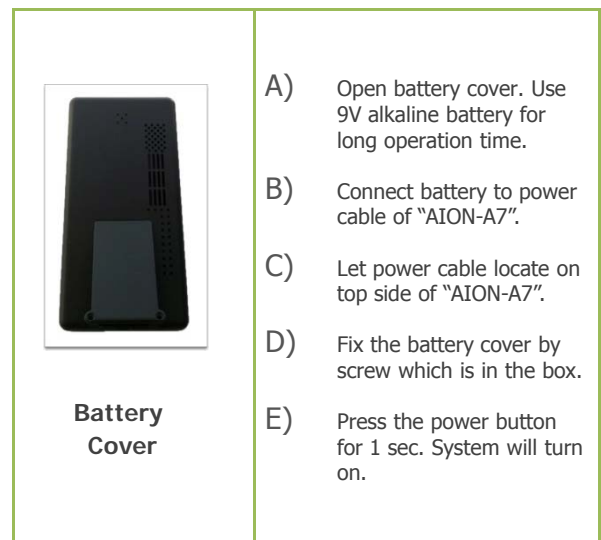 Battery
Cover
A) Open battery cover. Use
9V alkaline battery for
long operation time.
B) Connect battery to power
cable of “AION-A7”.
C) Let power cable locate on
top side of “AION-A7”.
D) Fix the battery cover by
screw which is in the box.
E) Press the power button
for 1 sec. System will turn
on.